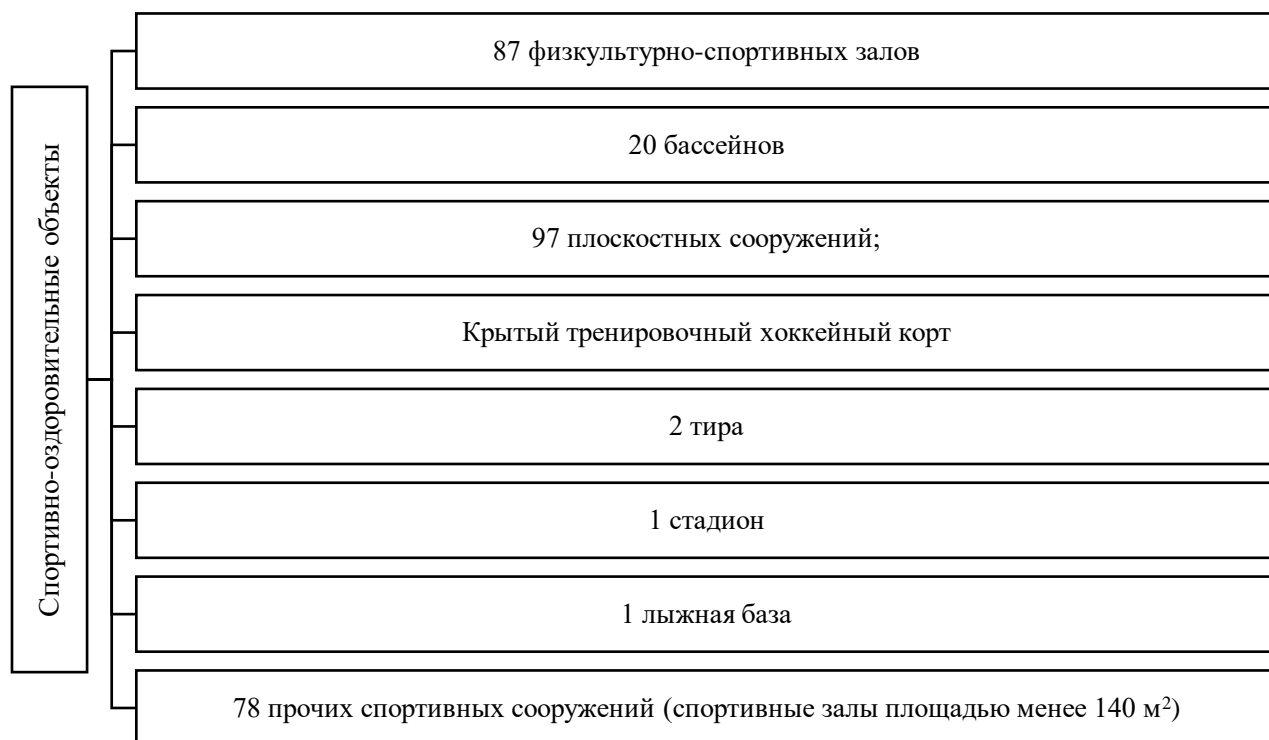 Спортивно-оздоровительные объекты
87 физкультурно-спортивных залов
20 бассейнов
97 плоскостных сооружений;
Крытый тренировочный хоккейный корт
2 тира
1 стадион
1 лыжная база
78 прочих спортивных сооружений (спортивные залы площадью менее 140 м²)